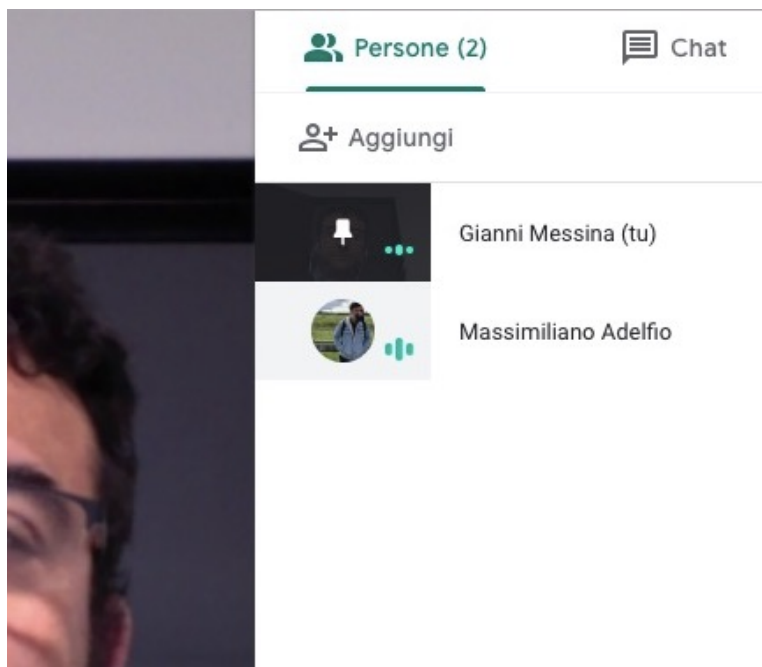 Persone (2)
Chat
Aggiungi
Gianni Messina (tu)
Massimiliano Adelfio